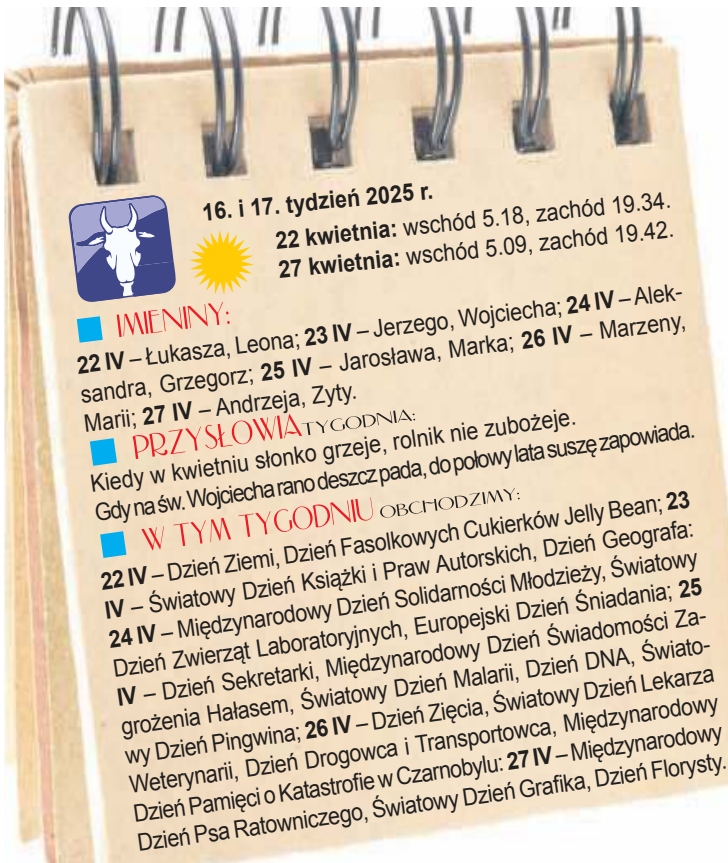 16. i 17. tydzień 2025 r.
22 kwietnia: wschód 5.18, zachód 19.34.
27 kwietnia: wschód 5.09, zachód 19.42.
IMIENINY:
22 IV – Łukasza, Leona; 23 IV – Jerzego, Wojciecha; 24 IV – Alek-
sandra, Grzegorz; 25 IV – Jarosława, Marka; 26 IV – Marzeny,
Marii; 27 IV – Andrzeja, Zyty.
PRZYSŁOWIA TYGODNIA:
Kiedy w kwietniu słonko grzeje, rolnik nie zubożeje.
Gdy na św. Wojciecha rano deszcz pada, do połowy lata suszę zapowiada.
W TYM TYGODNIU OBCHODZIMY:
22 IV – Dzień Ziemi, Dzień Fasolkowych Cukierków Jelly Bean; 23
IV – Światowy Dzień Książki i Praw Autorskich, Dzień Geografa:
24 IV – Międzynarodowy Dzień Solidarności Młodzieży, Światowy
Dzień Zwierząt Laboratoryjnych, Europejski Dzień Śniadania; 25
IV – Dzień Sekretarki, Międzynarodowy Dzień Świadomości Za-
grożenia Hałasem, Światowy Dzień Malarii, Dzień DNA, Świato-
wy Dzień Pingwina; 26 IV – Dzień Zięcia, Światowy Dzień Lekarza
Weterynarii, Dzień Drogowca i Transportowca, Międzynarodowy
Dzień Pamięci o Katastrofie w Czarnobylu: 27 IV – Międzynarodowy
Dzień Psa Ratowniczego, Światowy Dzień Grafika, Dzień Florysty.